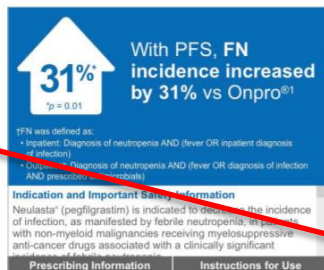 31%*
*p = 0.01
With PFS, FN
incidence increased
by 31% vs Onpro®¹
†FN was defined as:
• Inpatient: Diagnosis of neutropenia AND (fever OR inpatient diagnosis
of infection)
• Outpatient: Diagnosis of neutropenia AND (fever OR diagnosis of infection
AND prescribed antimicrobials)
Indication and Important Safety Information
Neulasta® (pegfilgrastim) is indicated to decrease the incidence
of infection, as manifested by febrile neutropenia, in patients
with non-myeloid malignancies receiving myelosuppressive
anti-cancer drugs associated with a clinically significant
incidence of febrile neutropenia
Prescribing Information
Instructions for Use